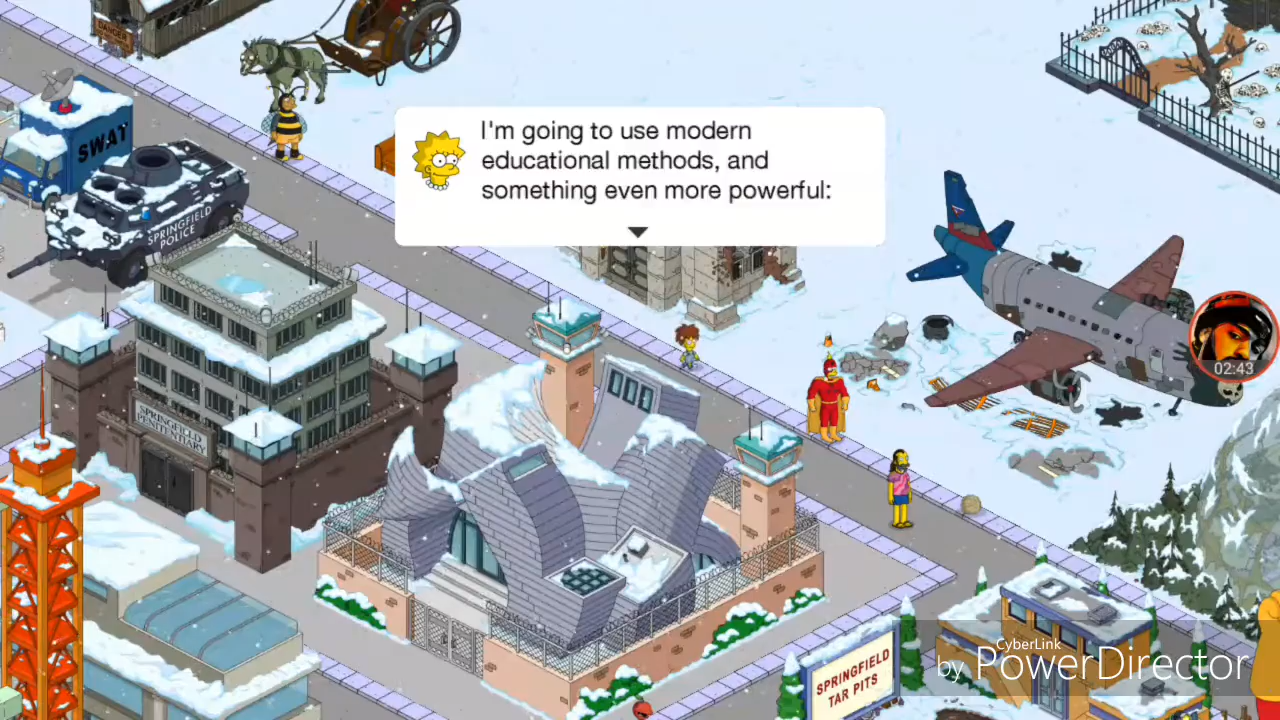 DANGER
I'm going to use modern
educational methods, and
something even more powerful:
SWAT
SPRINGFIELD
POLICE
SPRINGFIELD
PENITENTIARY
02:43
SPRINGFIELD
TAR PITS
CyberLink
by PowerDirector